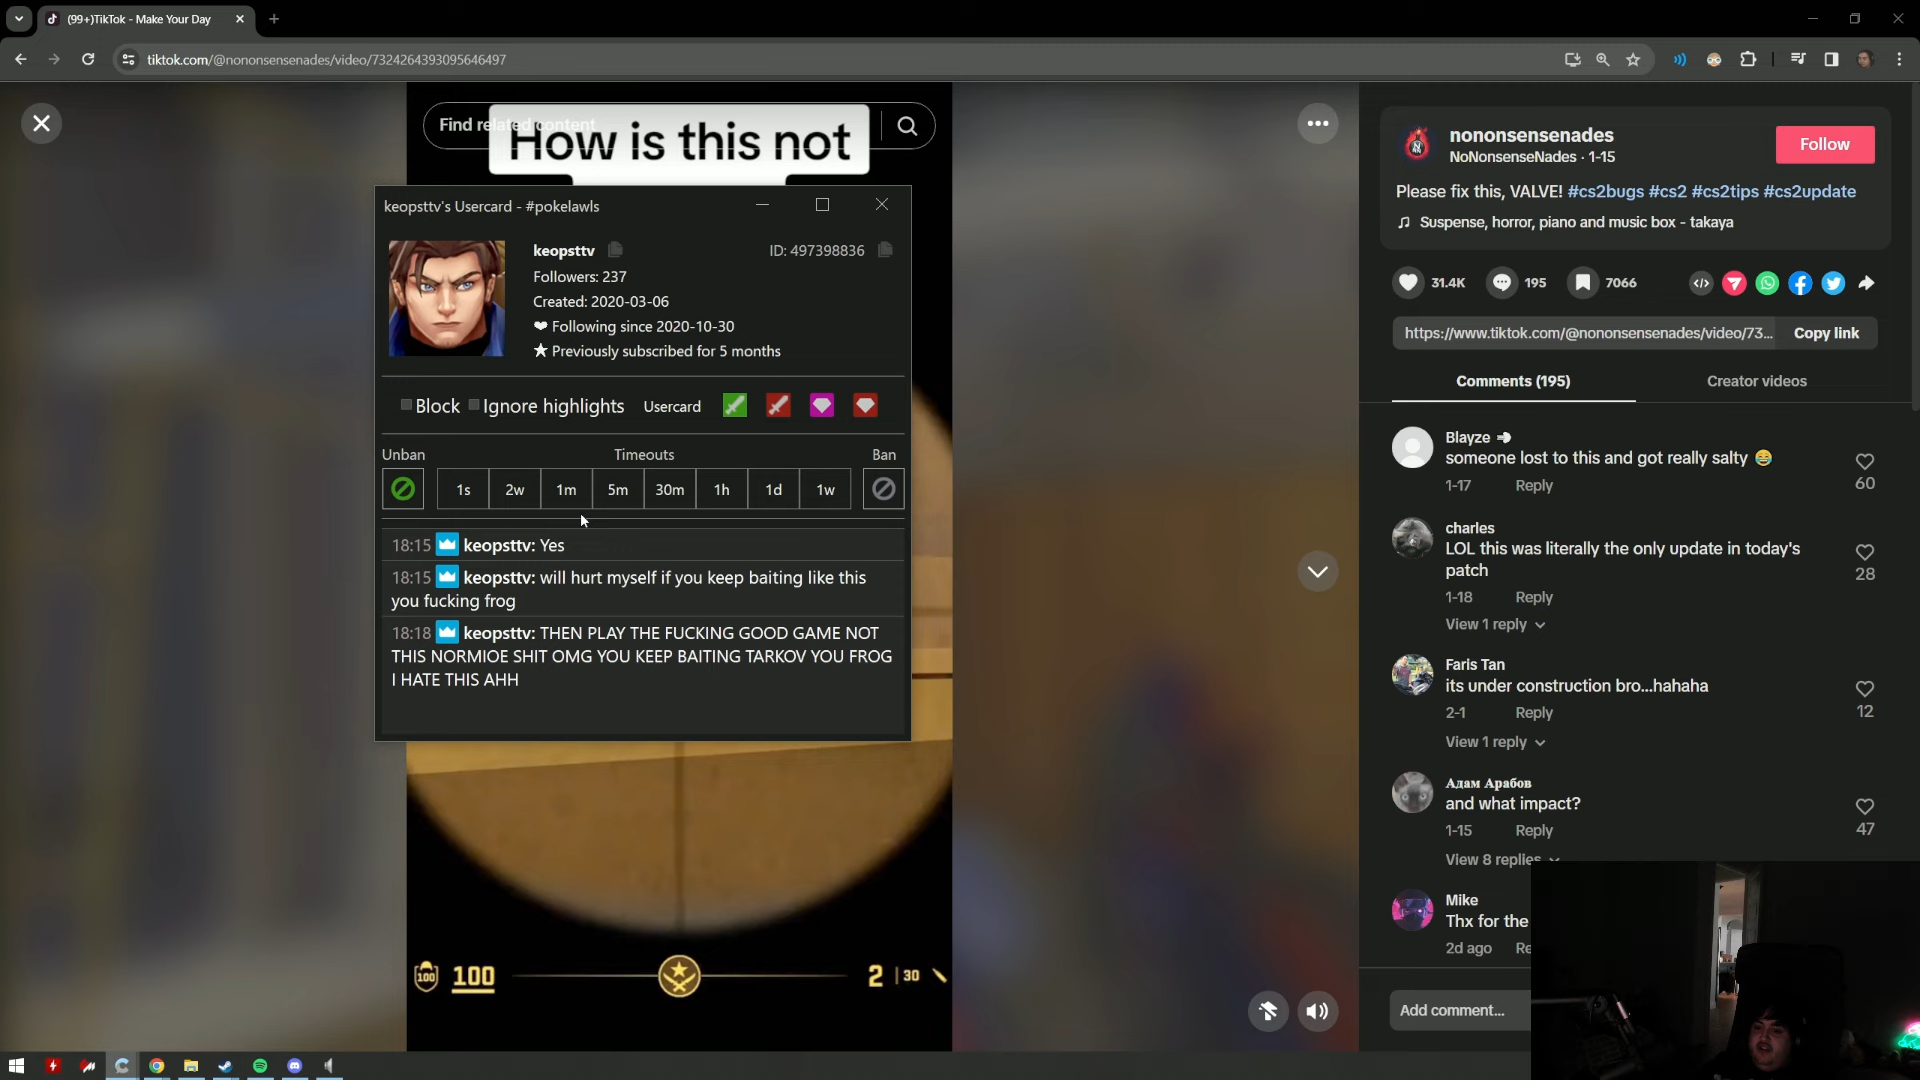 (99+)TikTok - Make Your Day
tiktok.com/@nononsensenades/video/7324264393095646497
Find related content
How is this not
keopsttv's Usercard - #pokelawls
keopsttv
ID: 497398836
Followers: 237
Created: 2020-03-06
❤ Following since 2020-10-30
★ Previously subscribed for 5 months
Block
Ignore highlights
Usercard
Unban
Timeouts
Ban
1s
2w
1m
5m
30m
1h
1d
1w
18:15 keopsttv: Yes
18:15 keopsttv: will hurt myself if you keep baiting like this
you fucking frog
18:18 keopsttv: THEN PLAY THE FUCKING GOOD GAME NOT
THIS NORMIOE SHIT OMG YOU KEEP BAITING TARKOV YOU FROG
I HATE THIS AHH
100
100
2 | 30
nononsensenades
NoNonsenseNades · 1-15
Follow
Please fix this, VALVE! #cs2bugs #cs2 #cs2tips #cs2update
♫ Suspense, horror, piano and music box - takaya
31.4K
195
7066
https://www.tiktok.com/@nononsensenades/video/73...
Copy link
Comments (195)
Creator videos
Blayze
someone lost to this and got really salty 😂
1-17
Reply
60
charles
LOL this was literally the only update in today's
patch
28
1-18
Reply
View 1 reply
Faris Tan
its under construction bro...hahaha
2-1
Reply
12
View 1 reply
Адам Арабов
and what impact?
1-15
Reply
47
View 8 replies
Mike
Thx for the
2d ago
Re
Add comment...